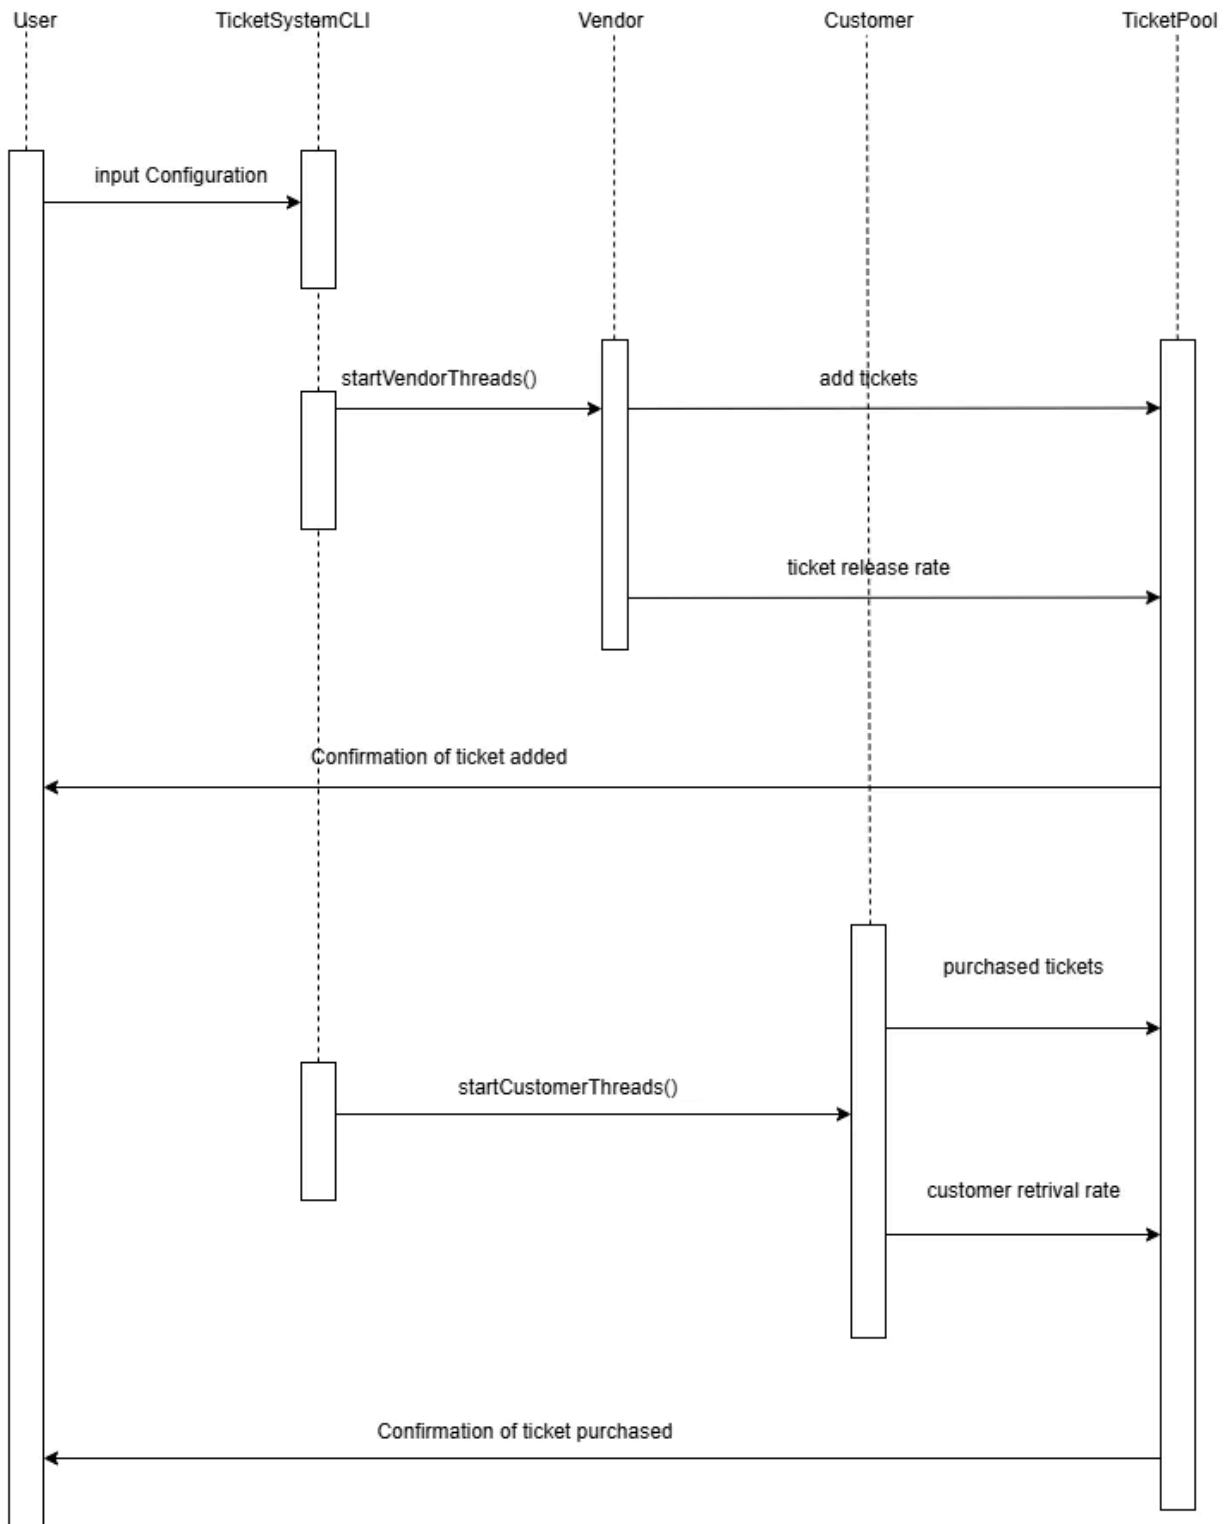 User
TicketSystemCLI
Vendor
Customer
TicketPool
input Configuration
startVendorThreads()
add tickets
ticket release rate
Confirmation of ticket added
purchased tickets
startCustomerThreads()
customer retrival rate
Confirmation of ticket purchased